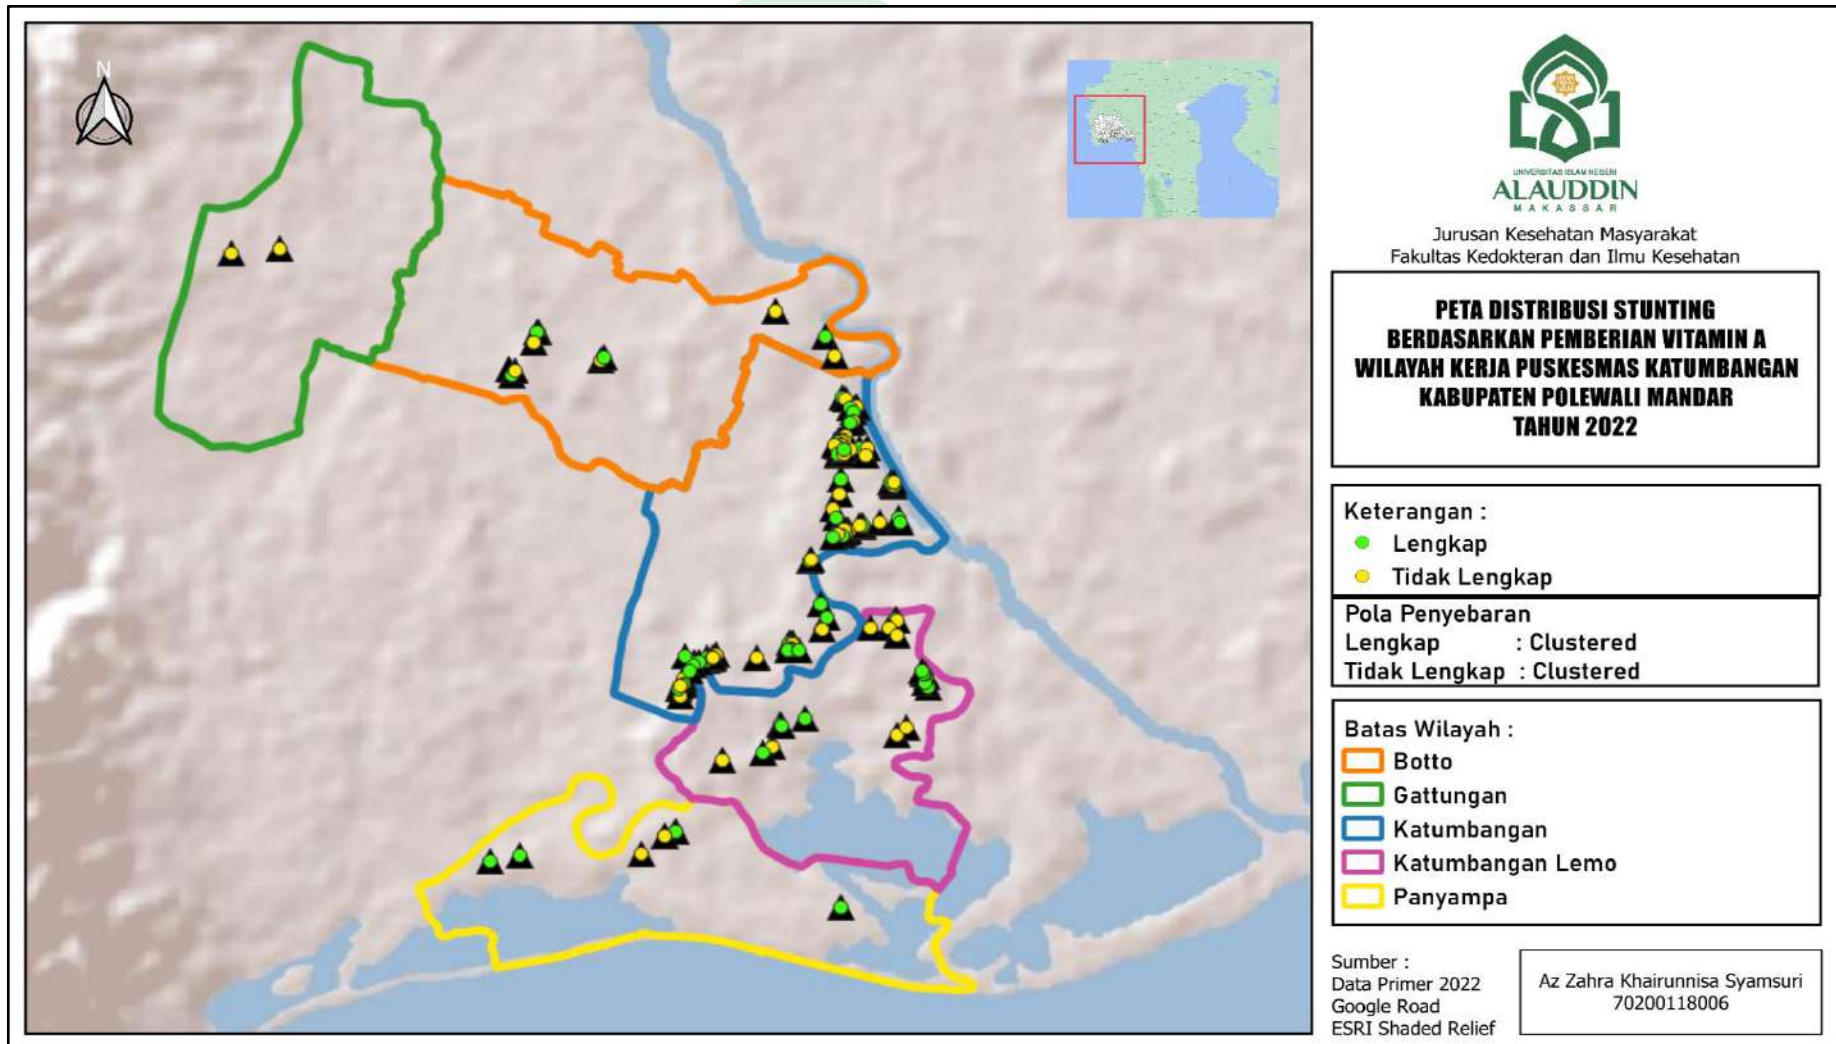 N
UNIVERSITAS ISLAM NEGERI
ALAUDDIN
MAKASSAR
Jurusan Kesehatan Masyarakat
Fakultas Kedokteran dan Ilmu Kesehatan
PETA DISTRIBUSI STUNTING
BERDASARKAN PEMBERIAN VITAMIN A
WILAYAH KERJA PUSKESMAS KATUMBANGAN
KABUPATEN POLEWALI MANDAR
TAHUN 2022
Keterangan :
Lengkap
Tidak Lengkap
Pola Penyebaran
Lengkap : Clustered
Tidak Lengkap : Clustered
Batas Wilayah :
Botto
Gattungan
Katumbangan
Katumbangan Lemo
Panyampa
Sumber :
Data Primer 2022
Google Road
ESRI Shaded Relief
Az Zahra Khairunnisa Syamsuri
70200118006